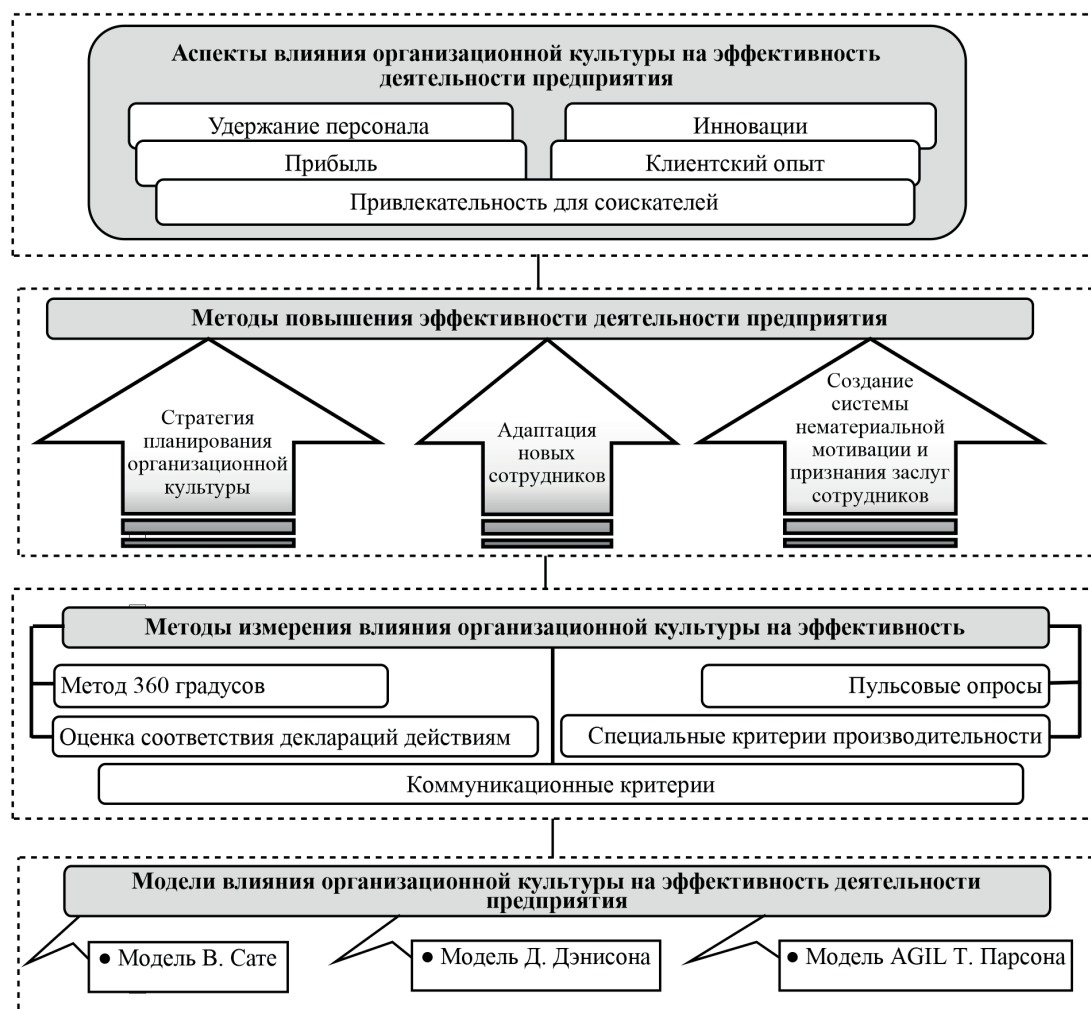 Аспекты влияния организационной культуры на эффективность
деятельности предприятия
Удержание персонала
Инновации
Прибыль
Клиентский опыт
Привлекательность для соискателей
Методы повышения эффективности деятельности предприятия
Стратегия
планирования
организационной
культуры
Адаптация
новых
сотрудников
Создание
системы
нематериальной
мотивации и
признания заслуг
сотрудников
Методы измерения влияния организационной культуры на эффективность
Метод 360 градусов
Пульсовые опросы
Оценка соответствия деклараций действиям
Специальные критерии производительности
Коммуникационные критерии
Модели влияния организационной культуры на эффективность деятельности
предприятия
● Модель В. Сате
● Модель Д. Дэнисона
● Модель AGIL Т. Парсона